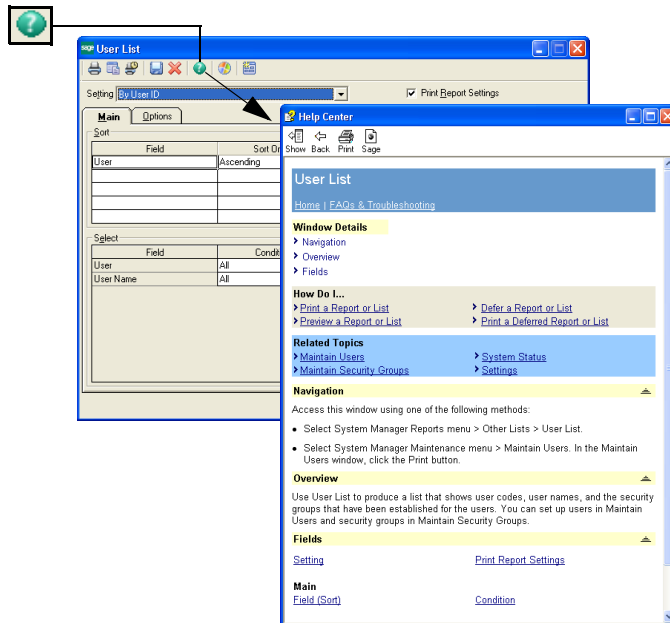 sage User List
Setting By User ID
Print Report Settings
Main Options
Sort
Field Sort Or
User Ascending
Select
Field Condit
User All
User Name All
Help Center
Show Back Print Sage
User List
Home | FAQs & Troubleshooting
Window Details
Navigation
Overview
Fields
How Do I...
Print a Report or List Defer a Report or List
Preview a Report or List Print a Deferred Report or List
Related Topics
Maintain Users System Status
Maintain Security Groups Settings
Navigation
Access this window using one of the following methods:
• Select System Manager Reports menu > Other Lists > User List.
• Select System Manager Maintenance menu > Maintain Users. In the Maintain
Users window, click the Print button.
Overview
Use User List to produce a list that shows user codes, user names, and the security
groups that have been established for the users. You can set up users in Maintain
Users and security groups in Maintain Security Groups.
Fields
Setting Print Report Settings
Main
Field (Sort) Condition